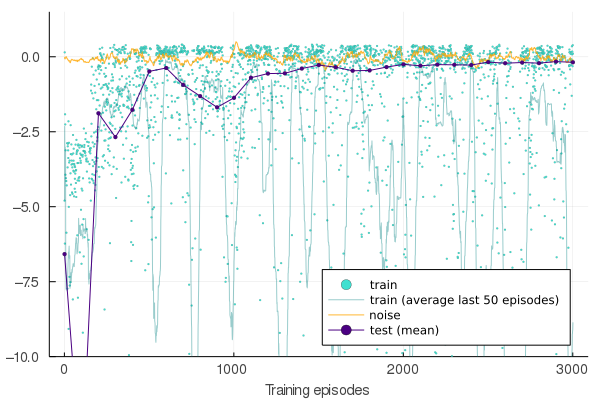 0.0
−2.5
−5.0
−7.5
−10.0
0
1000
2000
3000
Training episodes
train
train (average last 50 episodes)
noise
test (mean)